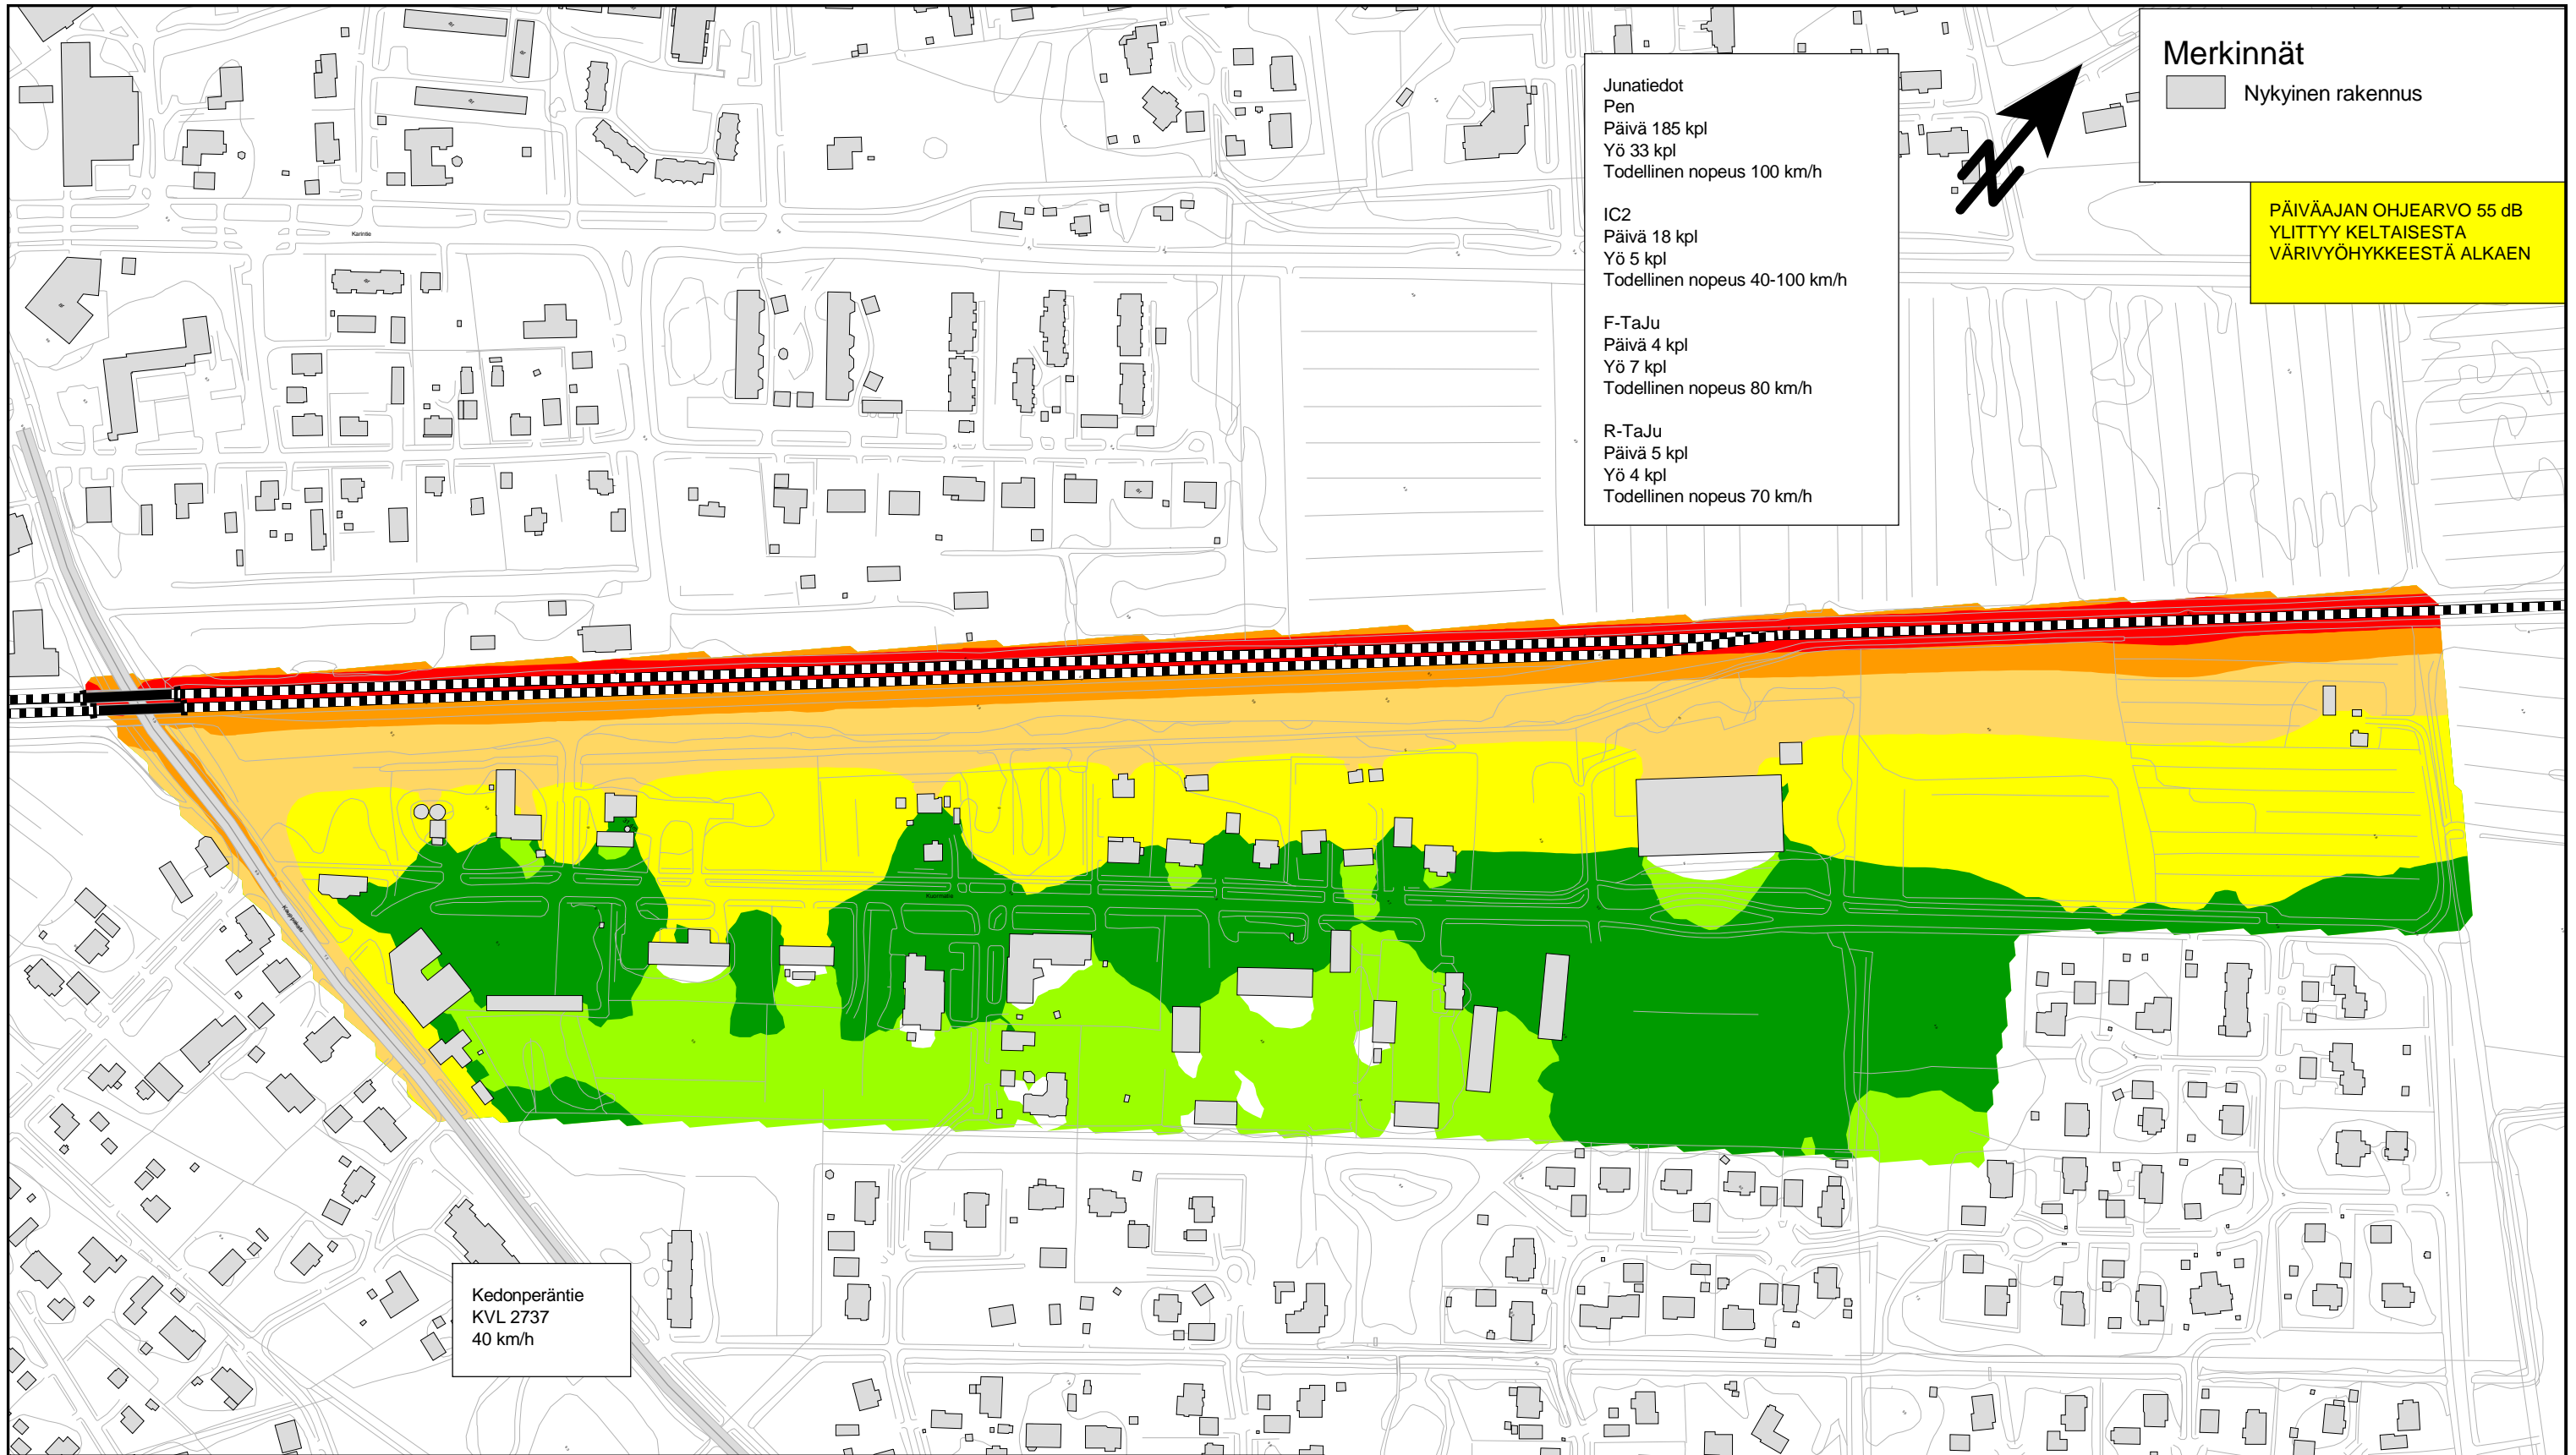 Junatiedot
Pen
Päivä 185 kpl
Yö 33 kpl
Todellinen nopeus 100 km/h
IC2
Päivä 18 kpl
Yö 5 kpl
Todellinen nopeus 40-100 km/h
F-TaJu
Päivä 4 kpl
Yö 7 kpl
Todellinen nopeus 80 km/h
R-TaJu
Päivä 5 kpl
Yö 4 kpl
Todellinen nopeus 70 km/h
Merkinnät
Nykyinen rakennus
PÄIVÄAJAN OHJEARVO 55 dB
YLITTYY KELTAISESTA
VÄRIVYÖHYKKEESTÄ ALKAEN
Karintie
Kedonperäntie
KVL 2737
40 km/h